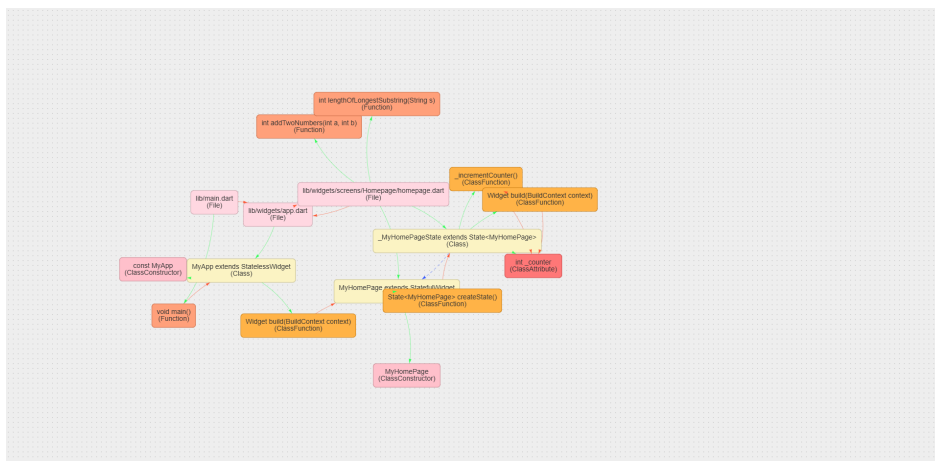 int lengthOfLongestSubstring(String s)
(Function)
int addTwoNumbers(int a, int b)
(Function)
_incrementCounter()
(ClassFunction)
lib/widgets/screens/Homepage/homepage.dart
(File)
Widget build(BuildContext context)
(ClassFunction)
lib/main.dart
(File)
lib/widgets/app.dart
(File)
_MyHomePageState extends State<MyHomePage>
(Class)
int _counter
(ClassAttribute)
const MyApp
(ClassConstructor)
MyApp extends StatelessWidget
(Class)
MyHomePage extends StatefulWidget
State<MyHomePage> createState()
(ClassFunction)
void main()
(Function)
Widget build(BuildContext context)
(ClassFunction)
MyHomePage
(ClassConstructor)